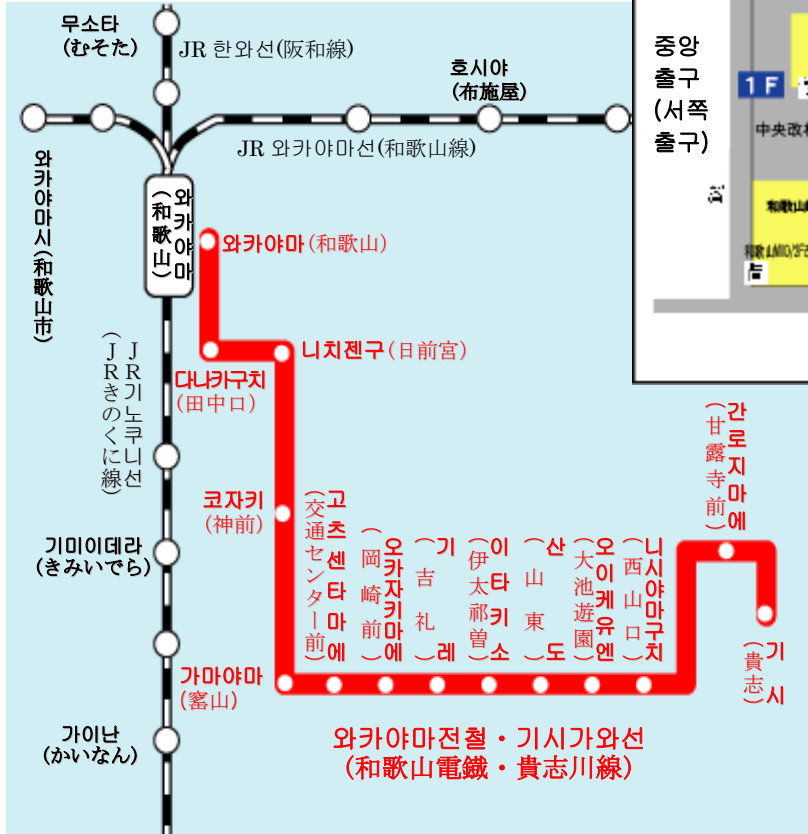 무소타
(むそた)
JR 한와선(阪和線)
호시야
(布施屋)
JR 와카야마선(和歌山線)
와카야마시(和歌山市)
와카야마
(和歌山)
와카야마(和歌山)
다나카구치
(田中口)
니치젠구(日前宮)
JR기노쿠니선
(JRきのくに線)
코자키
(神前)
기미이데라
(きみいでら)
가마야마
(窰山)
가이난
(かいなん)
고츠센타마에
(交通センター前)
오카자키마에
(岡崎前)
기레
(吉礼)
이타키소
(伊太祁曽)
산도
(山東)
오이케유엔
(大池遊園)
니시야마구치
(西山口)
간로지마에
(甘露寺前)
기시
(貴志)
와카야마전철・기시가와선
(和歌山電鐵・貴志川線)
중앙
출구
(서쪽
출구)
1F
中央改札